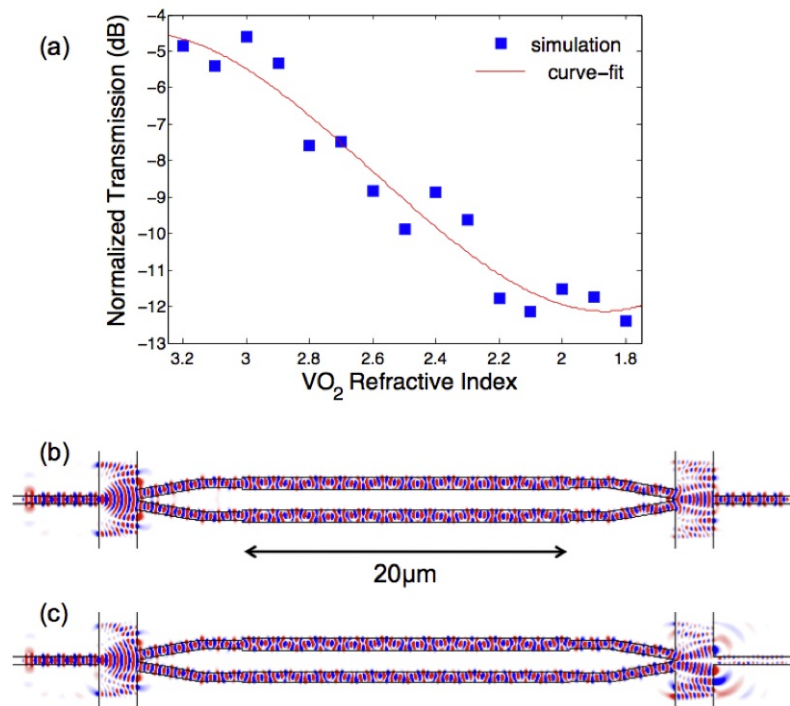 (a)
Normalized Transmission (dB)
-4
-5
-6
-7
-8
-9
-10
-11
-12
-13
simulation
curve-fit
3.2 3 2.8 2.6 2.4 2.2 2 1.8
VO2 Refractive Index
(b)
20μm
(c)